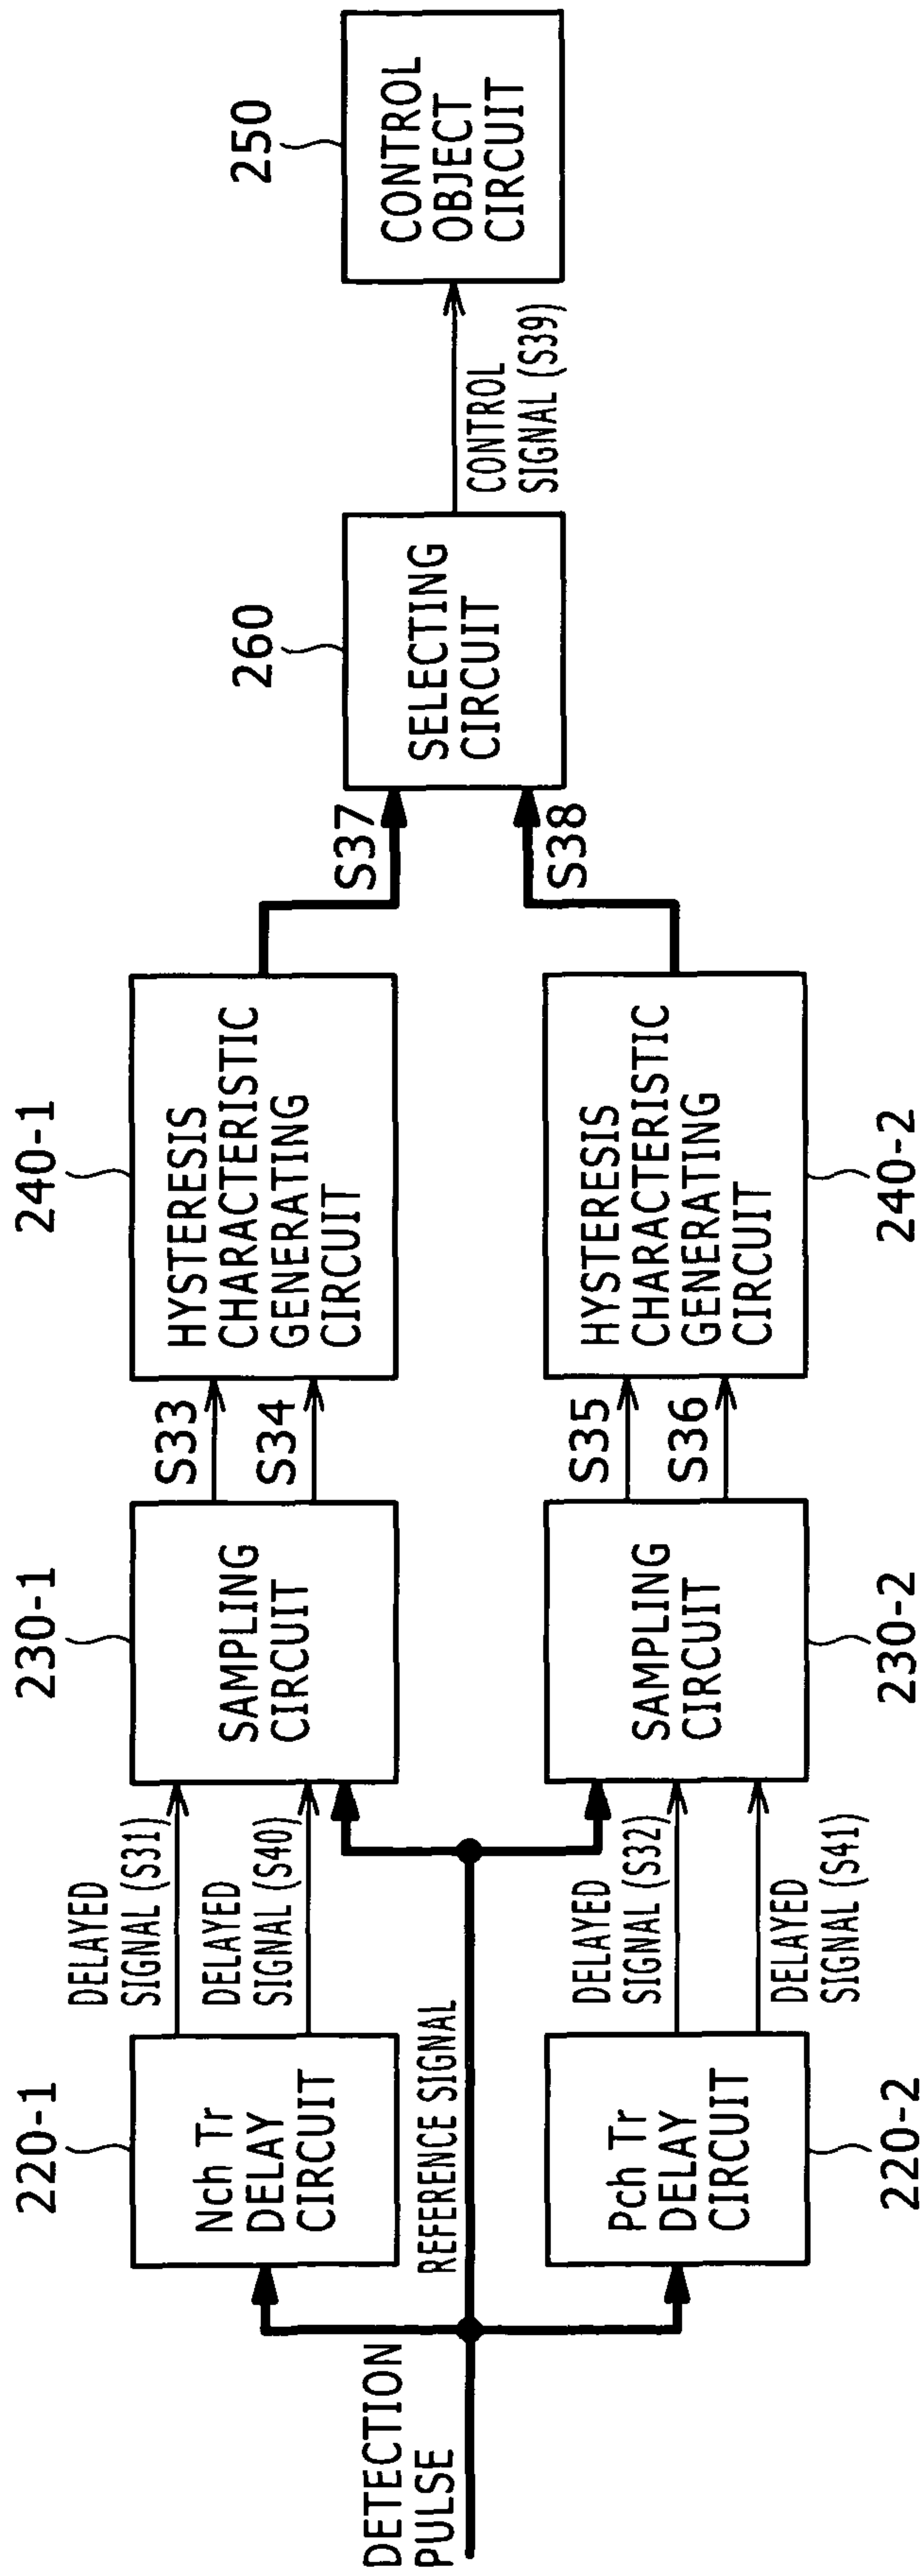 DETECTION
PULSE
220-1
Nch Tr
DELAY
CIRCUIT
DELAYED
SIGNAL (S31)
DELAYED
SIGNAL (S40)
230-1
SAMPLING
CIRCUIT
S33
S34
240-1
HYSTERESIS
CHARACTERISTIC
GENERATING
CIRCUIT
S37
REFERENCE SIGNAL
220-2
Pch Tr
DELAY
CIRCUIT
DELAYED
SIGNAL (S32)
DELAYED
SIGNAL (S41)
230-2
SAMPLING
CIRCUIT
S35
S36
240-2
HYSTERESIS
CHARACTERISTIC
GENERATING
CIRCUIT
S38
260
SELECTING
CIRCUIT
CONTROL
SIGNAL (S39)
250
CONTROL
OBJECT
CIRCUIT